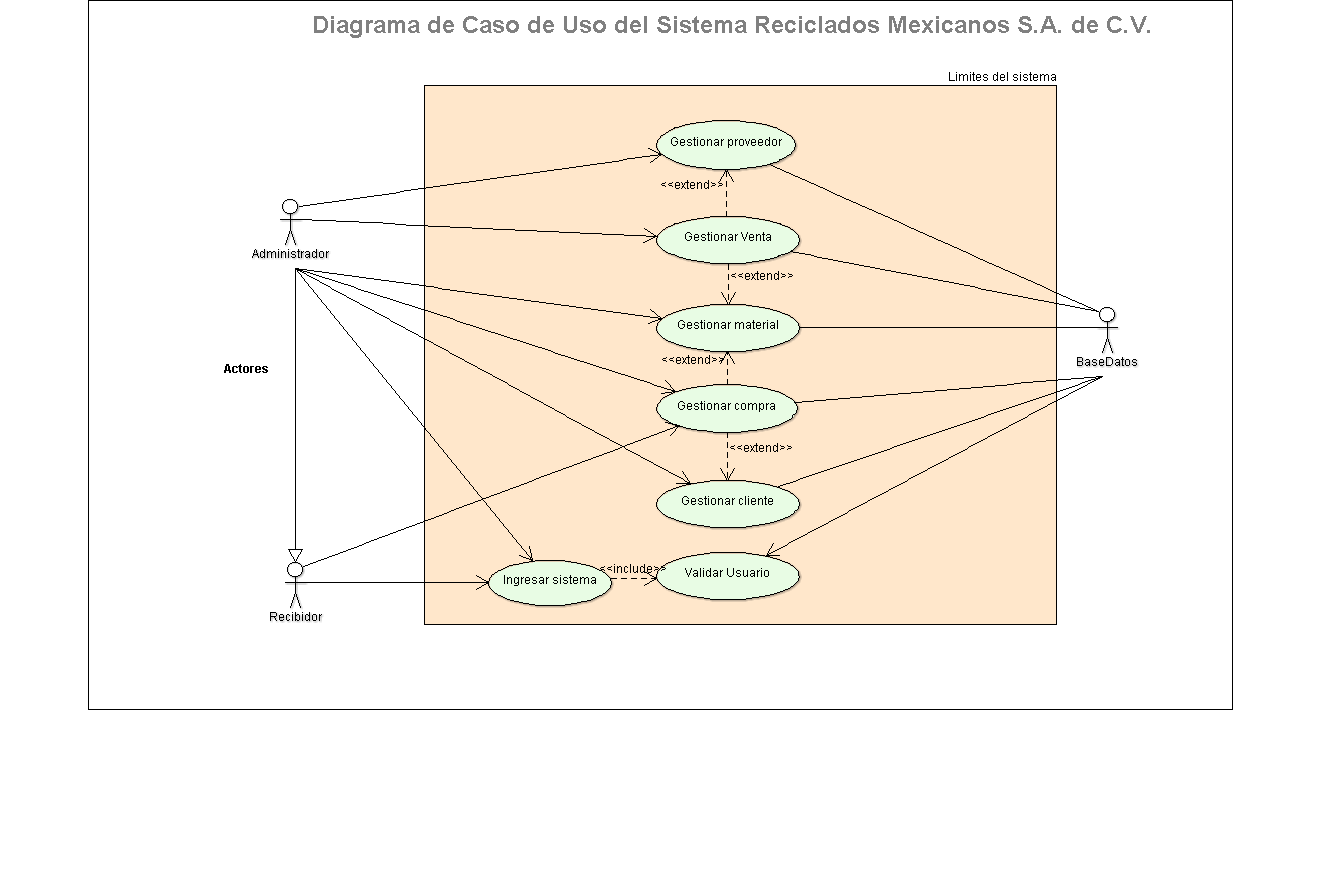 Diagrama de Caso de Uso del Sistema Reciclados Mexicanos S.A. de C.V.
Limites del sistema
Gestionar proveedor
<<extend>>
Gestionar Venta
Administrador
<<extend>>
Gestionar material
<<extend>>
BaseDatos
Actores
Gestionar compra
<<extend>>
Gestionar cliente
<<include>>
Validar Usuario
Ingresar sistema
Recibidor